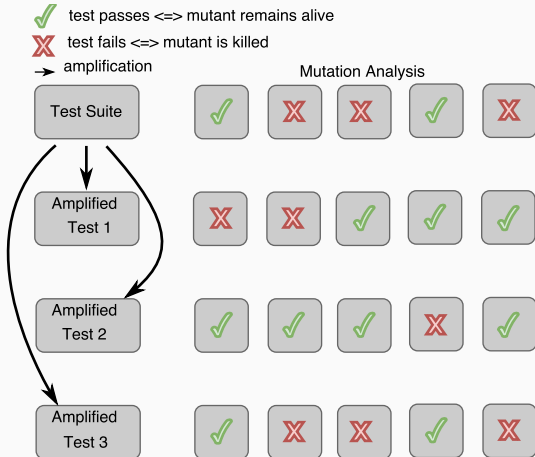 test passes <=> mutant remains alive
test fails <=> mutant is killed
amplification
Mutation Analysis
Test Suite
Amplified
Test 1
Amplified
Test 2
Amplified
Test 3